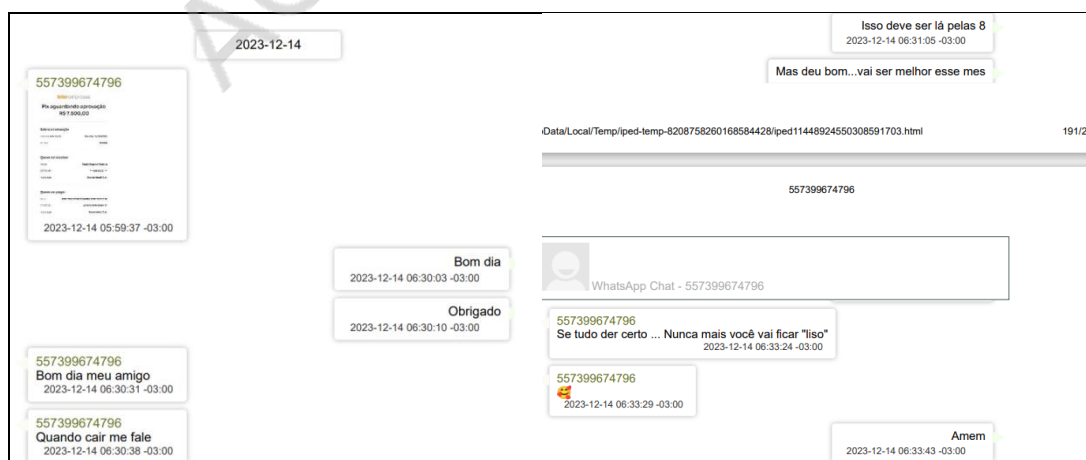 2023-12-14
557399674796
Pix aguardando aprovação
R$ 7.500,00
2023-12-14 05:59:37 -03:00
Bom dia
2023-12-14 06:30:03 -03:00
Obrigado
2023-12-14 06:30:10 -03:00
557399674796
Bom dia meu amigo
2023-12-14 06:30:31 -03:00
557399674796
Quando cair me fale
2023-12-14 06:30:38 -03:00
Isso deve ser lá pelas 8
2023-12-14 06:31:05 -03:00
Mas deu bom...vai ser melhor esse mes
Data/Local/Temp/iped-temp-8208758260168584428/iped11448924550308591703.html 191/2
557399674796
WhatsApp Chat - 557399674796
557399674796
Se tudo der certo ... Nunca mais você vai ficar "liso"
2023-12-14 06:33:24 -03:00
557399674796
2023-12-14 06:33:29 -03:00
Amem
2023-12-14 06:33:43 -03:00